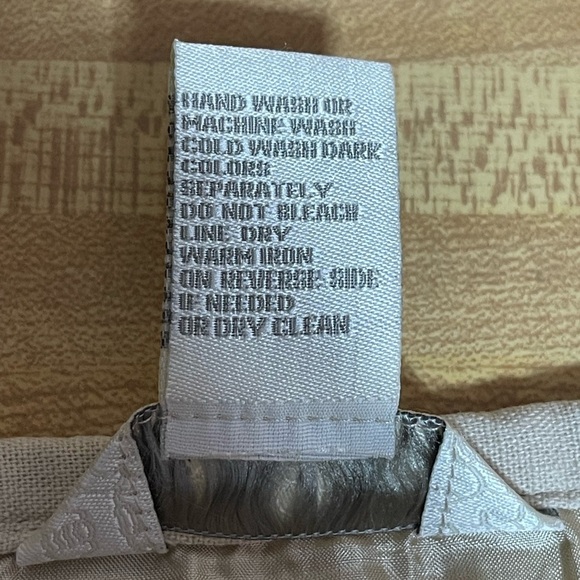 HAND WASH OR
MACHINE WASH
COLD WASH DARK
COLORS
SEPARATELY
DO NOT BLEACH
LINE DRY
WARM IRON
ON REVERSE SIDE
IF NEEDED
OR DRY CLEAN